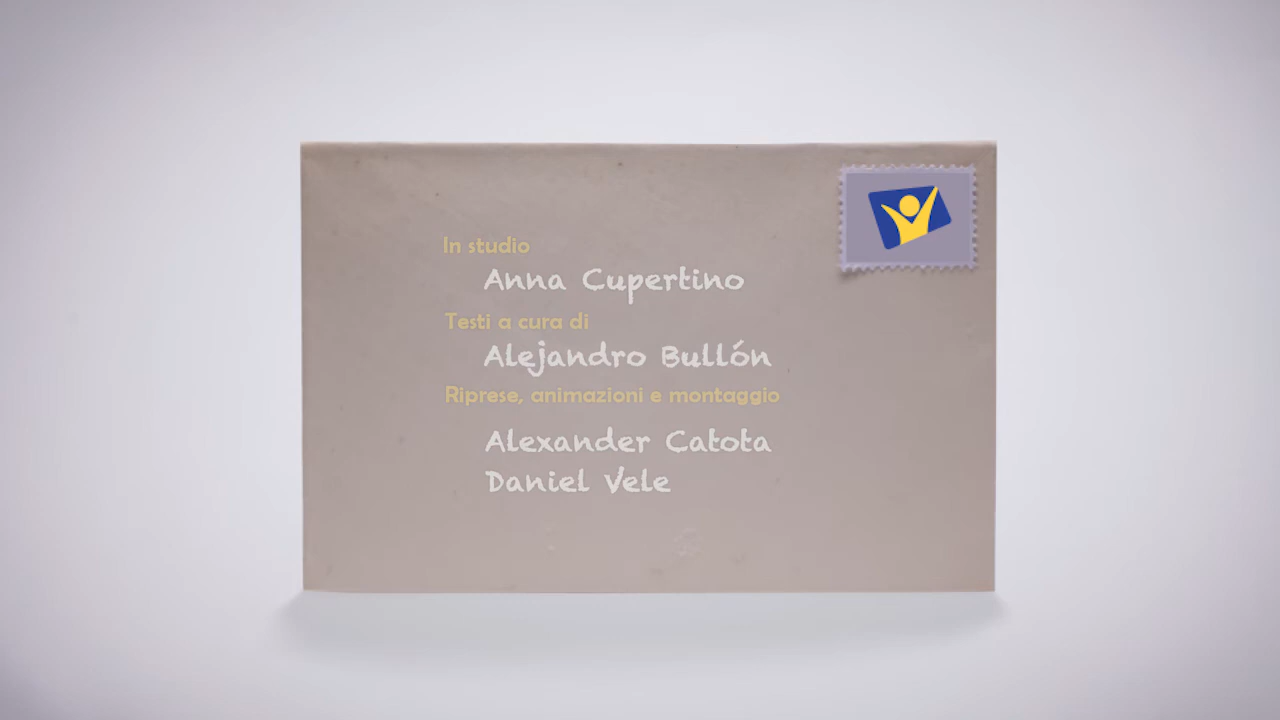 In studio
Anna Cupertino
Testi a cura di
Alejandro Bullón
Riprese, animazioni e montaggio
Alexander Catota
Daniel Vele